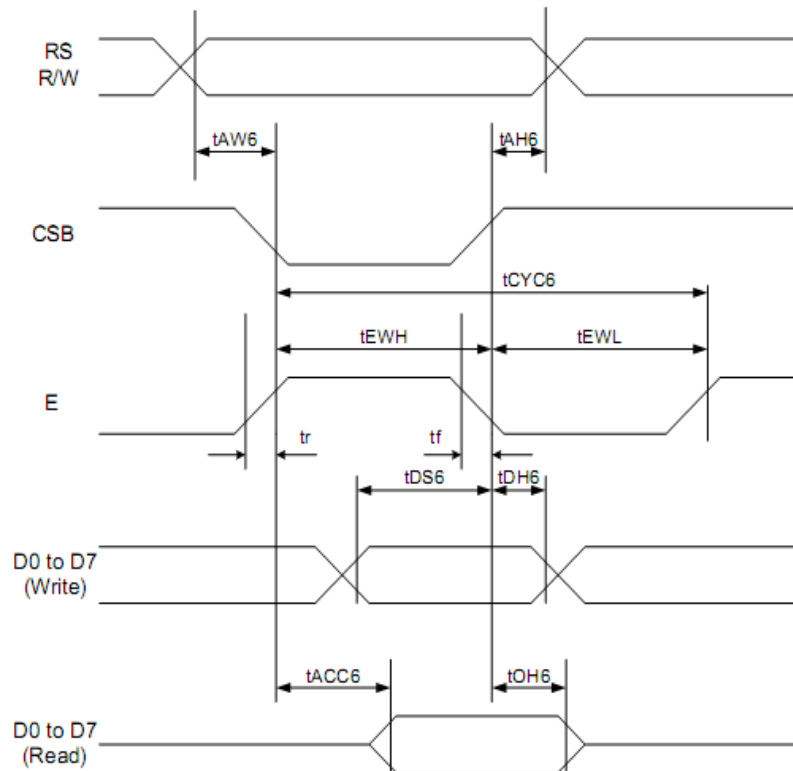 RS
R/W
tAW6
tAH6
CSB
tCYC6
tEWH
tEWL
E
tr
tf
tDS6
tDH6
D0 to D7
(Write)
tACC6
tOH6
D0 to D7
(Read)